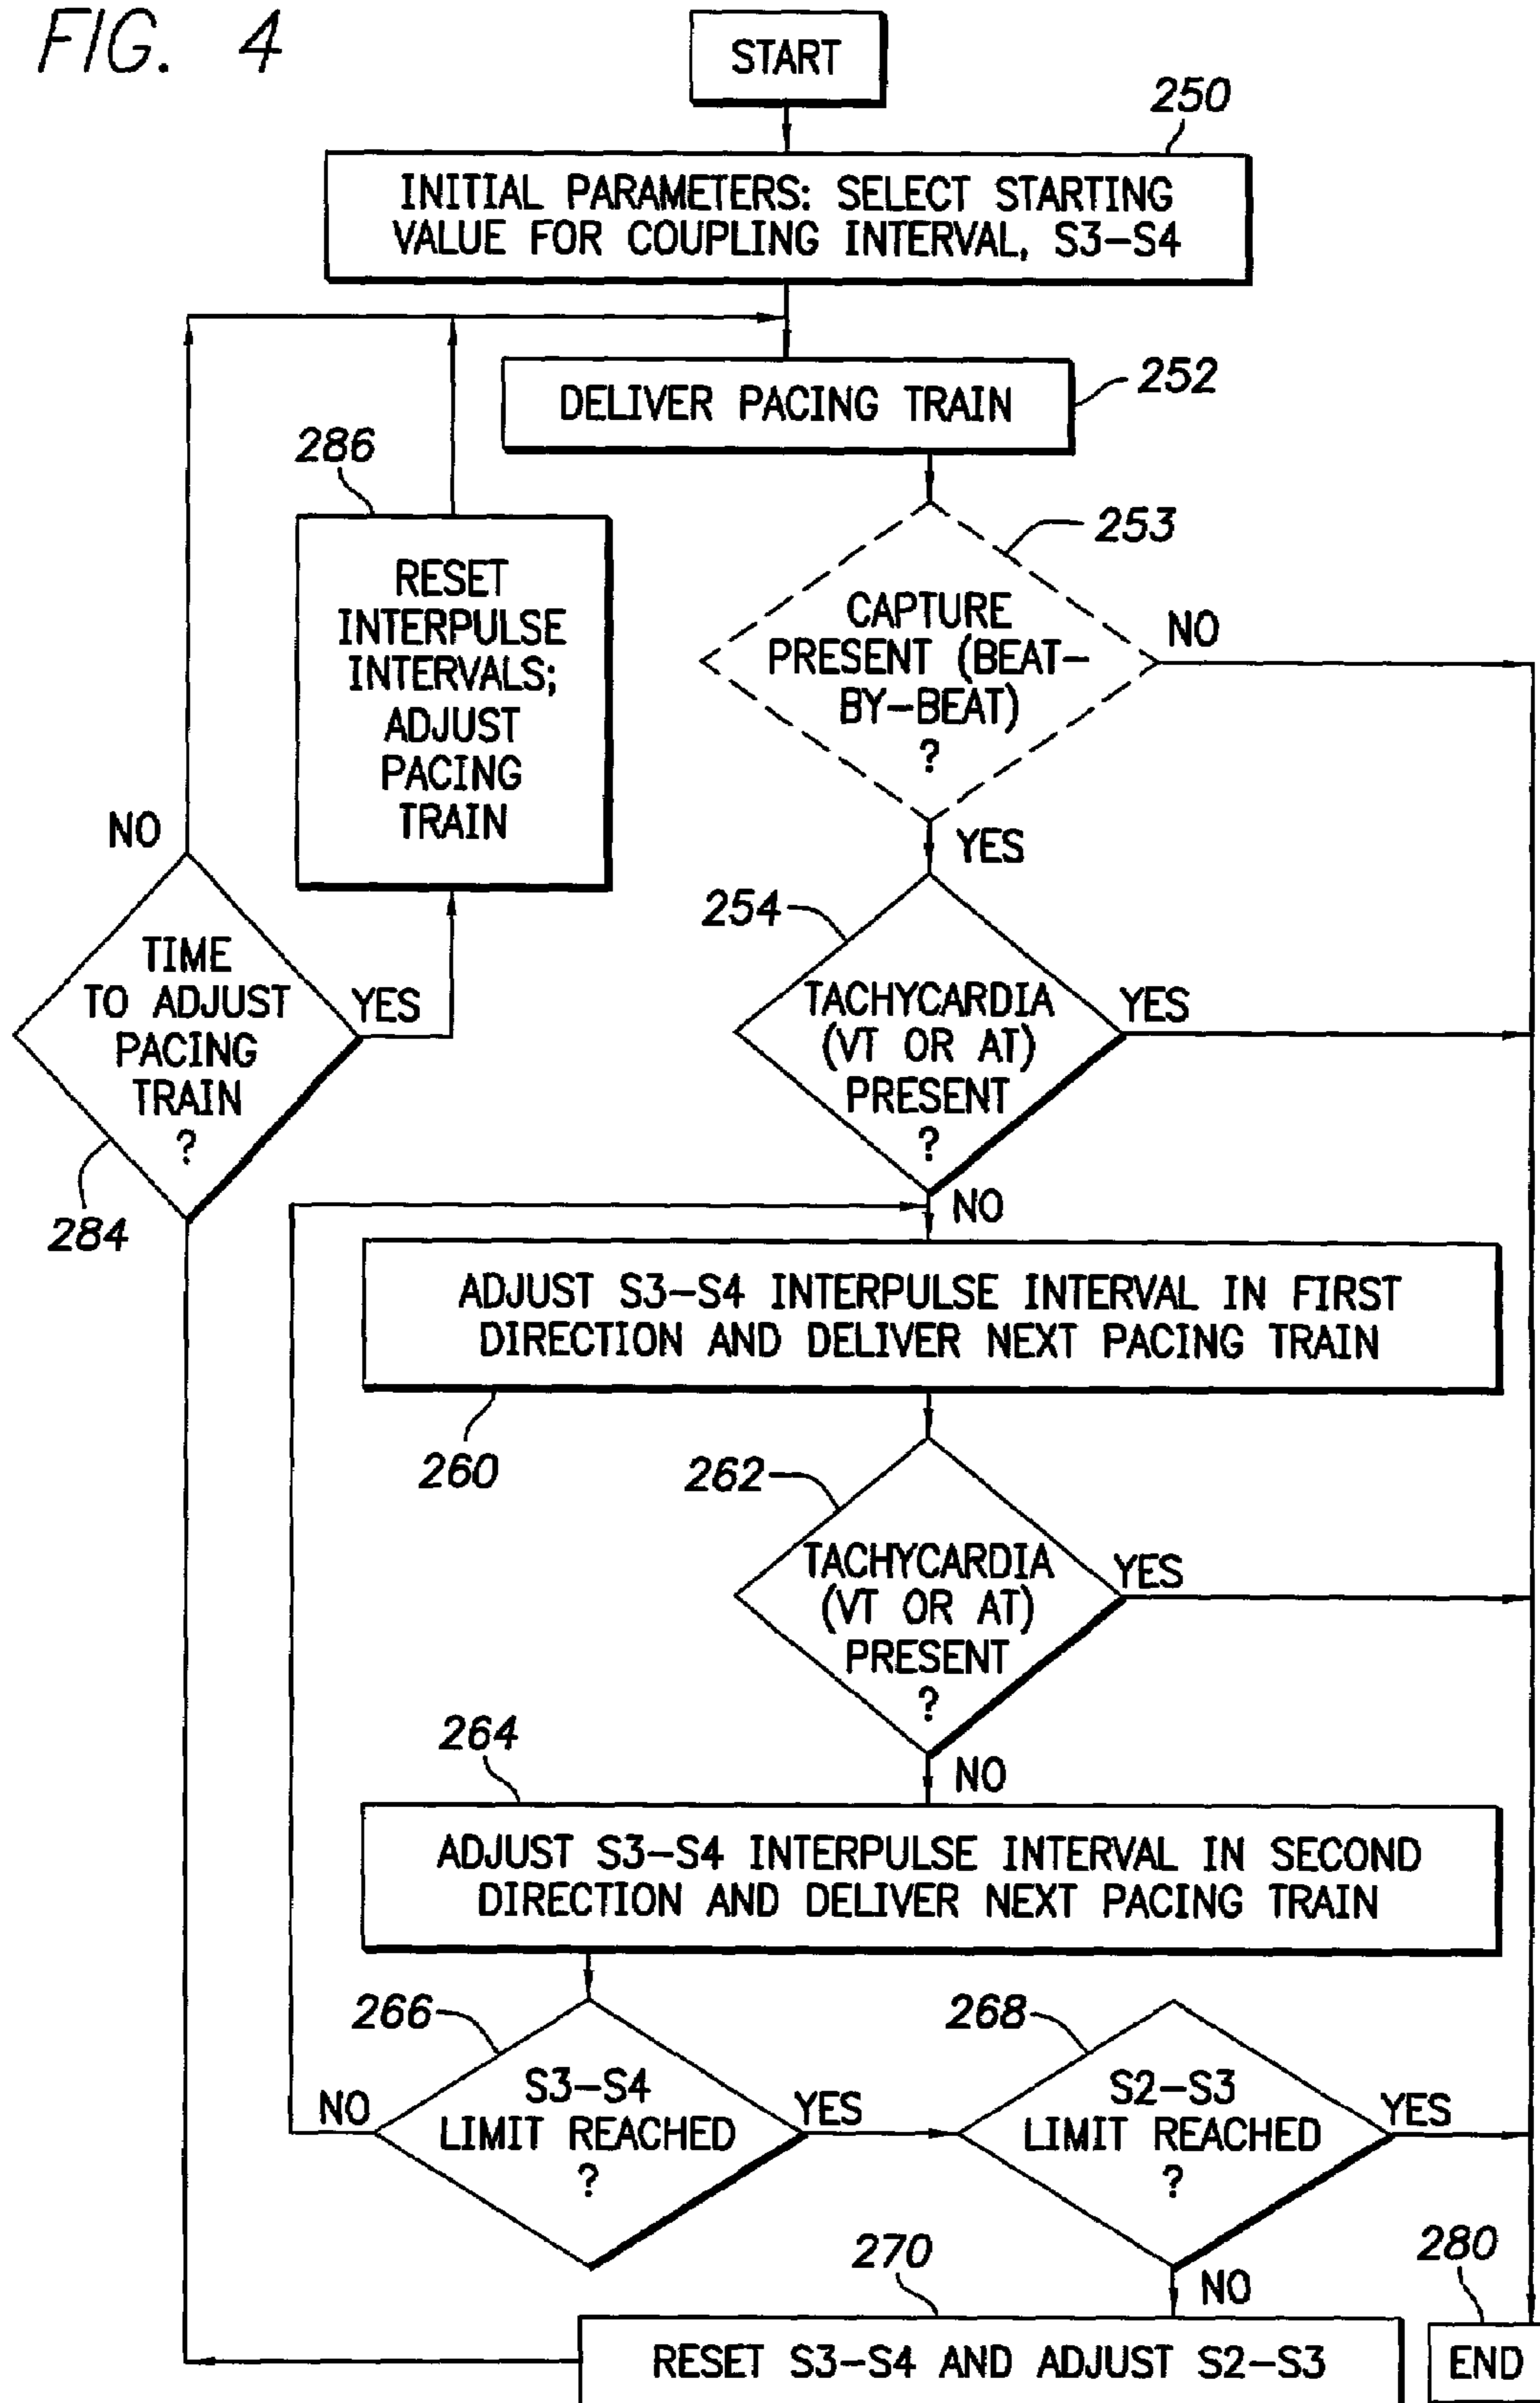 FIG. 4
START
250
INITIAL PARAMETERS: SELECT STARTING
VALUE FOR COUPLING INTERVAL, S3-S4
DELIVER PACING TRAIN
252
286
RESET
INTERPULSE
INTERVALS;
ADJUST
PACING
TRAIN
253
CAPTURE
PRESENT (BEAT-
BY-BEAT)
?
NO
YES
NO
TIME
TO ADJUST
PACING
TRAIN
?
YES
284
254
TACHYCARDIA
(VT OR AT)
PRESENT
?
YES
NO
ADJUST S3-S4 INTERPULSE INTERVAL IN FIRST
DIRECTION AND DELIVER NEXT PACING TRAIN
260
262
TACHYCARDIA
(VT OR AT)
PRESENT
?
YES
NO
264
ADJUST S3-S4 INTERPULSE INTERVAL IN SECOND
DIRECTION AND DELIVER NEXT PACING TRAIN
266
S3-S4
LIMIT REACHED
?
NO
YES
268
S2-S3
LIMIT REACHED
?
YES
NO
270
RESET S3-S4 AND ADJUST S2-S3
280
END